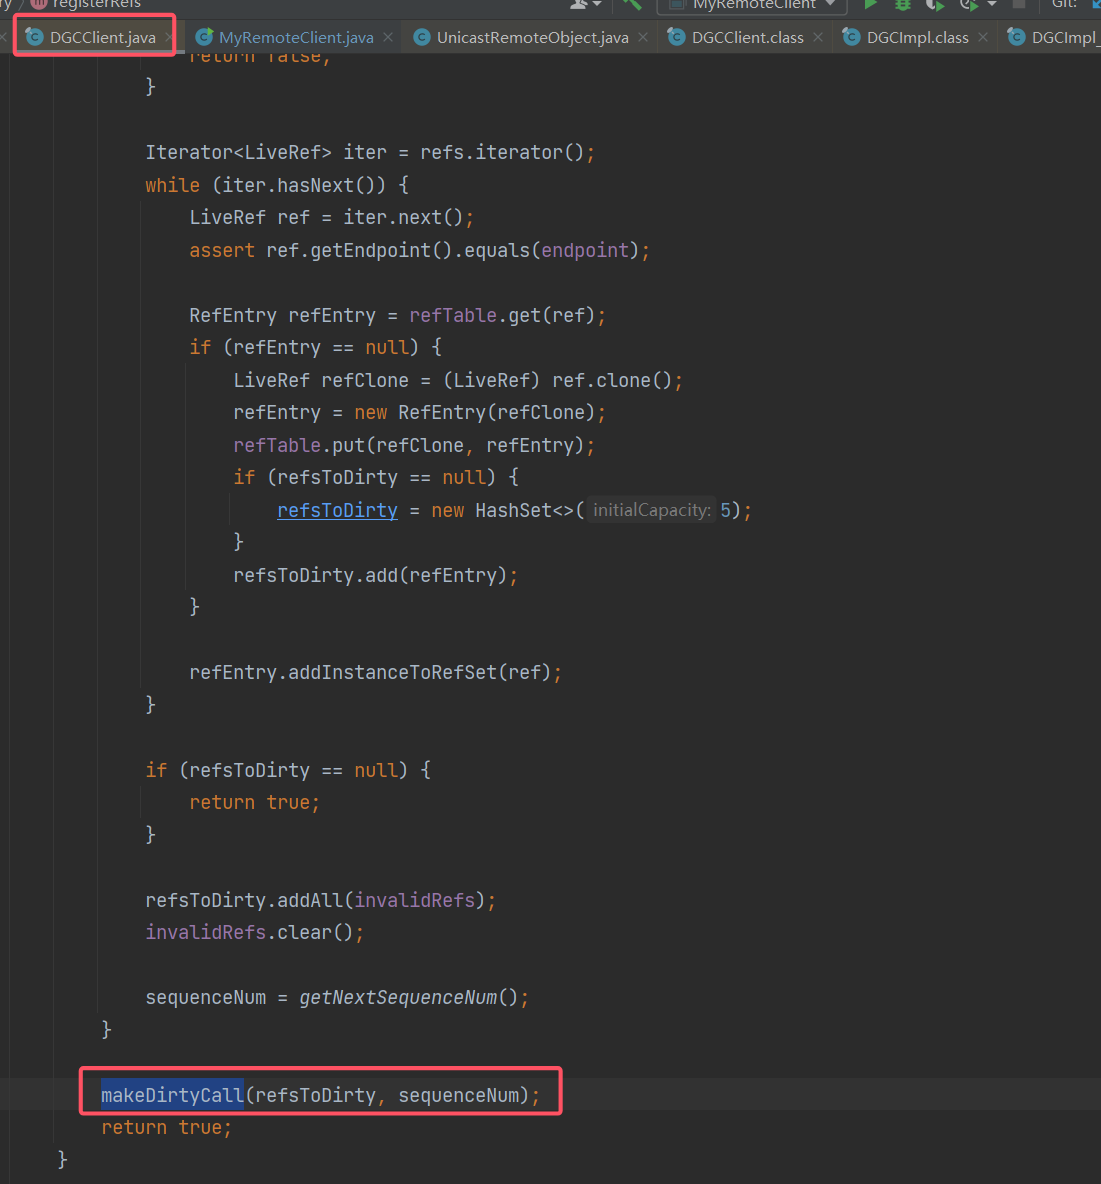 registerRefs MyRemoteClient Git:
DGCClient.java MyRemoteClient.java UnicastRemoteObject.java DGCClient.class DGCImpl.class DGCImpl_
return false;
}
Iterator<LiveRef> iter = refs.iterator();
while (iter.hasNext()) {
LiveRef ref = iter.next();
assert ref.getEndpoint().equals(endpoint);
RefEntry refEntry = refTable.get(ref);
if (refEntry == null) {
LiveRef refClone = (LiveRef) ref.clone();
refEntry = new RefEntry(refClone);
refTable.put(refClone, refEntry);
if (refsToDirty == null) {
refsToDirty = new HashSet<>( initialCapacity: 5);
}
refsToDirty.add(refEntry);
}
refEntry.addInstanceToRefSet(ref);
}
if (refsToDirty == null) {
return true;
}
refsToDirty.addAll(invalidRefs);
invalidRefs.clear();
sequenceNum = getNextSequenceNum();
}
makeDirtyCall(refsToDirty, sequenceNum);
return true;
}